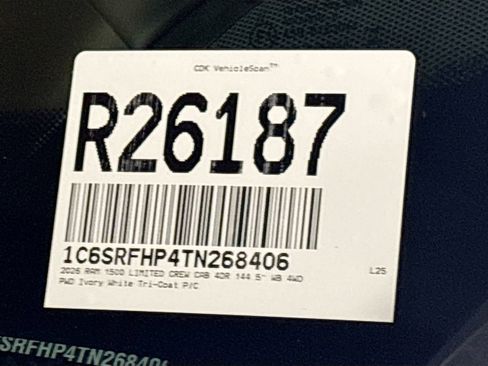 CDK VehicleScan™
R26187
1C6SRFHP4TN268406
2026 RAM 1500 LIMITED CREW CAB 4DR 144.5" WB 4WD
PWD Ivory White Tri-Coat P/C
L25
SRFHP4TN26840